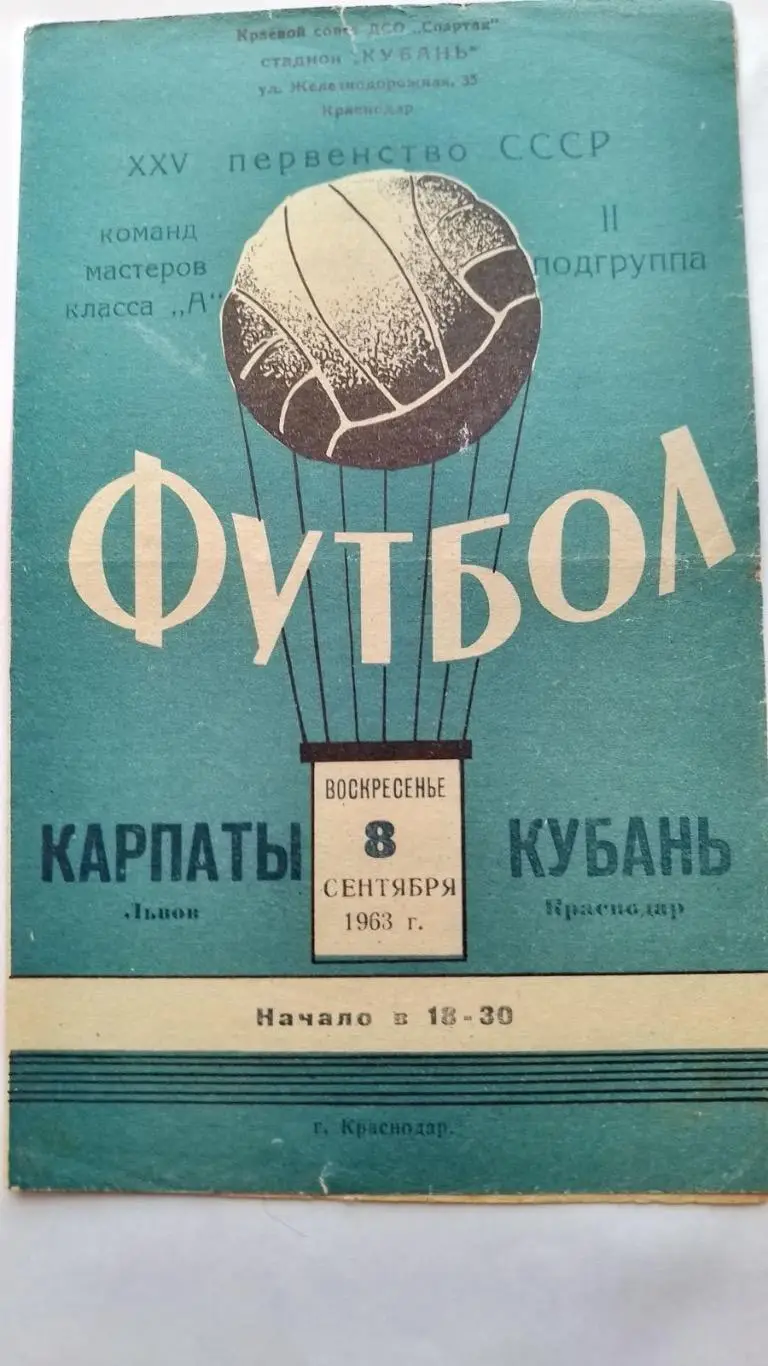 Краевой совет ДСО „Спартак"
стадион „КУБАНЬ"
ул. Железнодорожная, 35
Краснодар
XXV первенство СССР
команд
мастеров
класса „А"
II
подгруппа
ФУТБОЛ
ВОСКРЕСЕНЬЕ
8
СЕНТЯБРЯ
1963 г.
КАРПАТЫ
Львов
КУБАНЬ
Краснодар
Начало в 18-30
г. Краснодар.